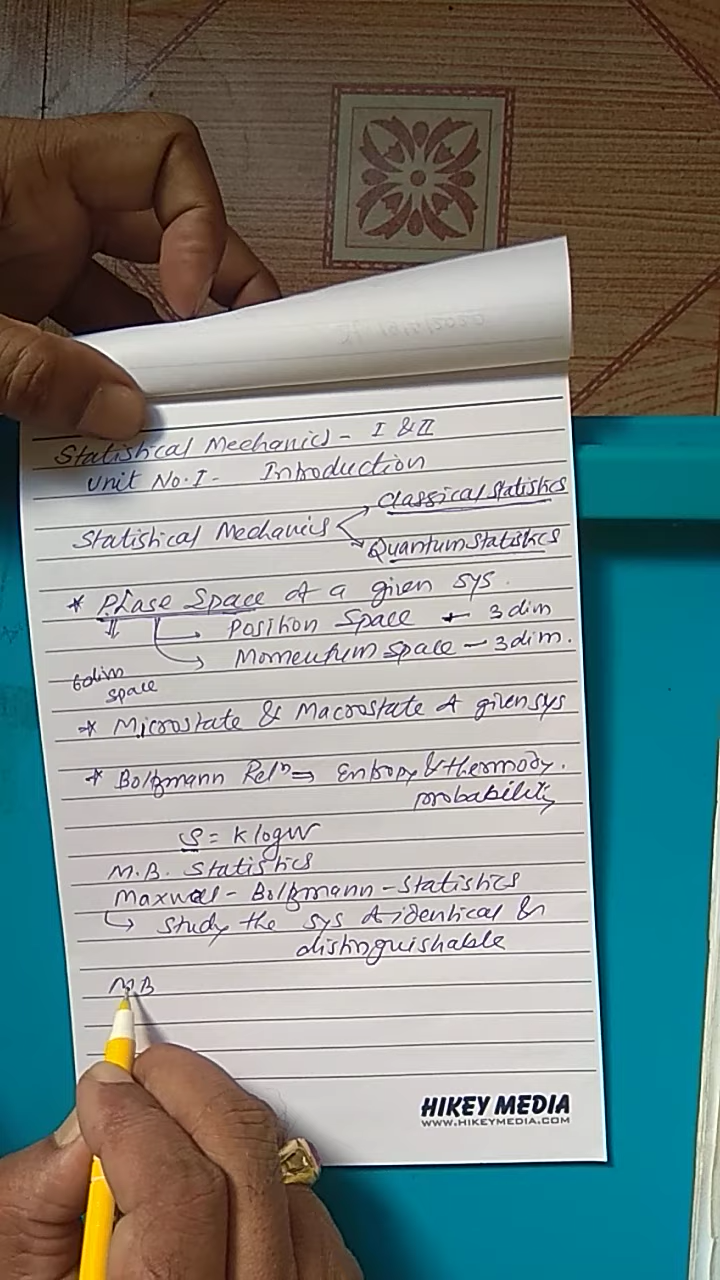 Statistical Mechanics - I & II
Unit No. I - Introduction
Statistical Mechanics
Classical Statistics
Quantum Statistics
* Phase Space of a given sys.
⇓ Position Space - 3 dim
Momentum space - 3 dim.
6 dim space
* Microstate & Macrostate of given sys
* Boltzmann Relⁿ ⇒ Entropy & thermody. probability
S = k log W
M.B. Statistics
Maxwell - Boltzmann - Statistics
↳ Study the sys of identical &
distinguishable
MB
HIKEY MEDIA
WWW.HIKEYMEDIA.COM